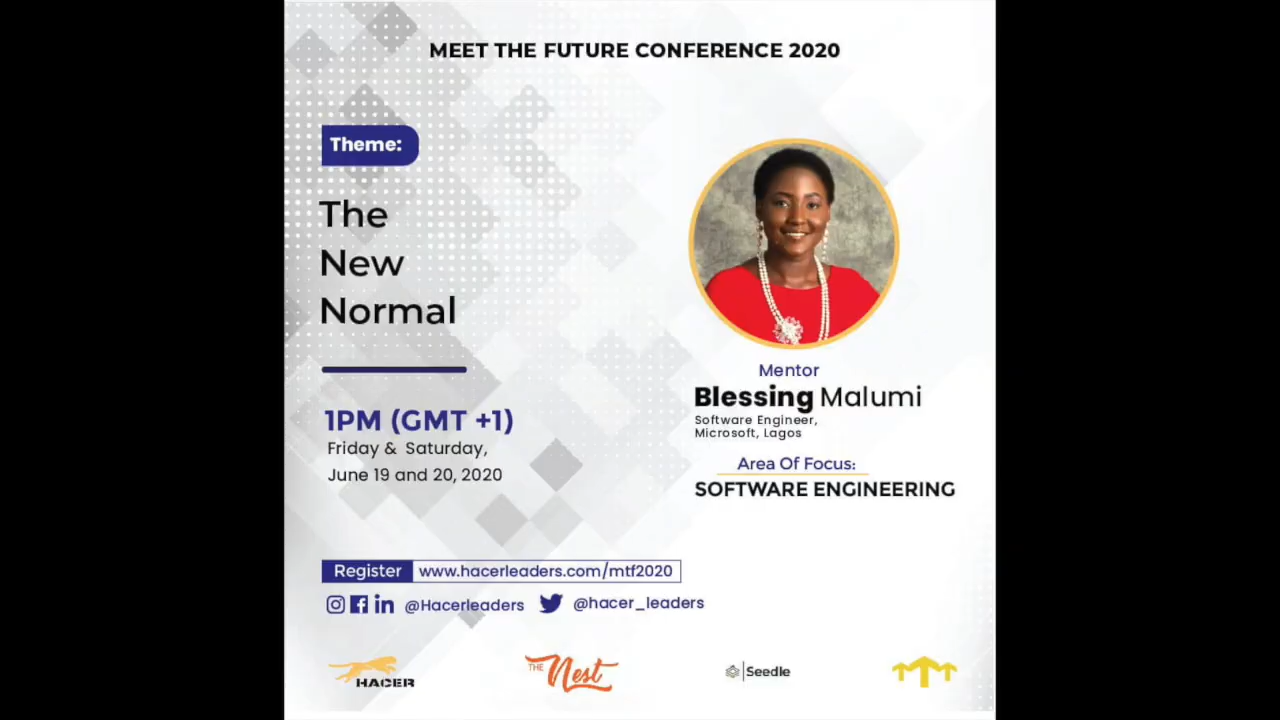 MEET THE FUTURE CONFERENCE 2020
Theme:
The
New
Normal
1PM (GMT +1)
Friday & Saturday,
June 19 and 20, 2020
Mentor
Blessing Malumi
Software Engineer,
Microsoft, Lagos
Area Of Focus:
SOFTWARE ENGINEERING
Register www.hacerleaders.com/mtf2020
@Hacerleaders @hacer_leaders
HACER
THE Nest
Seedle